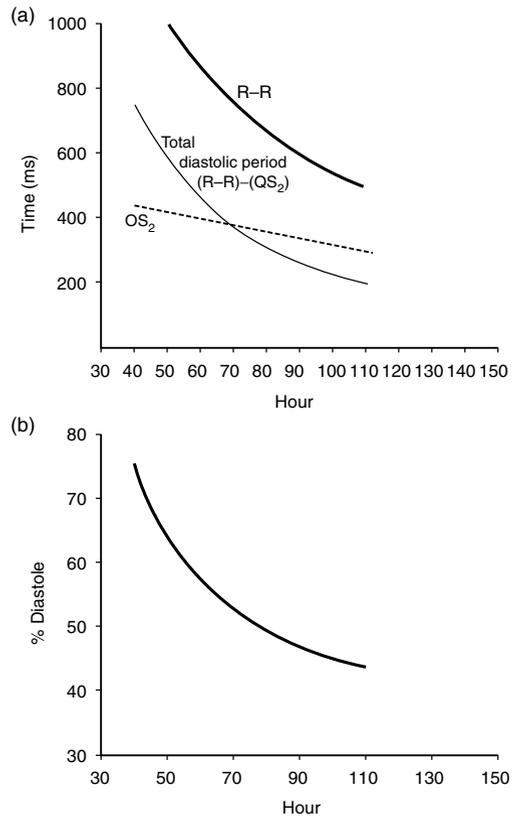 (a)
1000
800
600
400
200
Time (ms)
R–R
Total
diastolic period
(R–R)–(QS₂)
OS₂
30 40 50 60 70 80 90 100 110 120 130 140 150
Hour
(b)
80
70
60
50
40
30
% Diastole
30 50 70 90 110 130 150
Hour